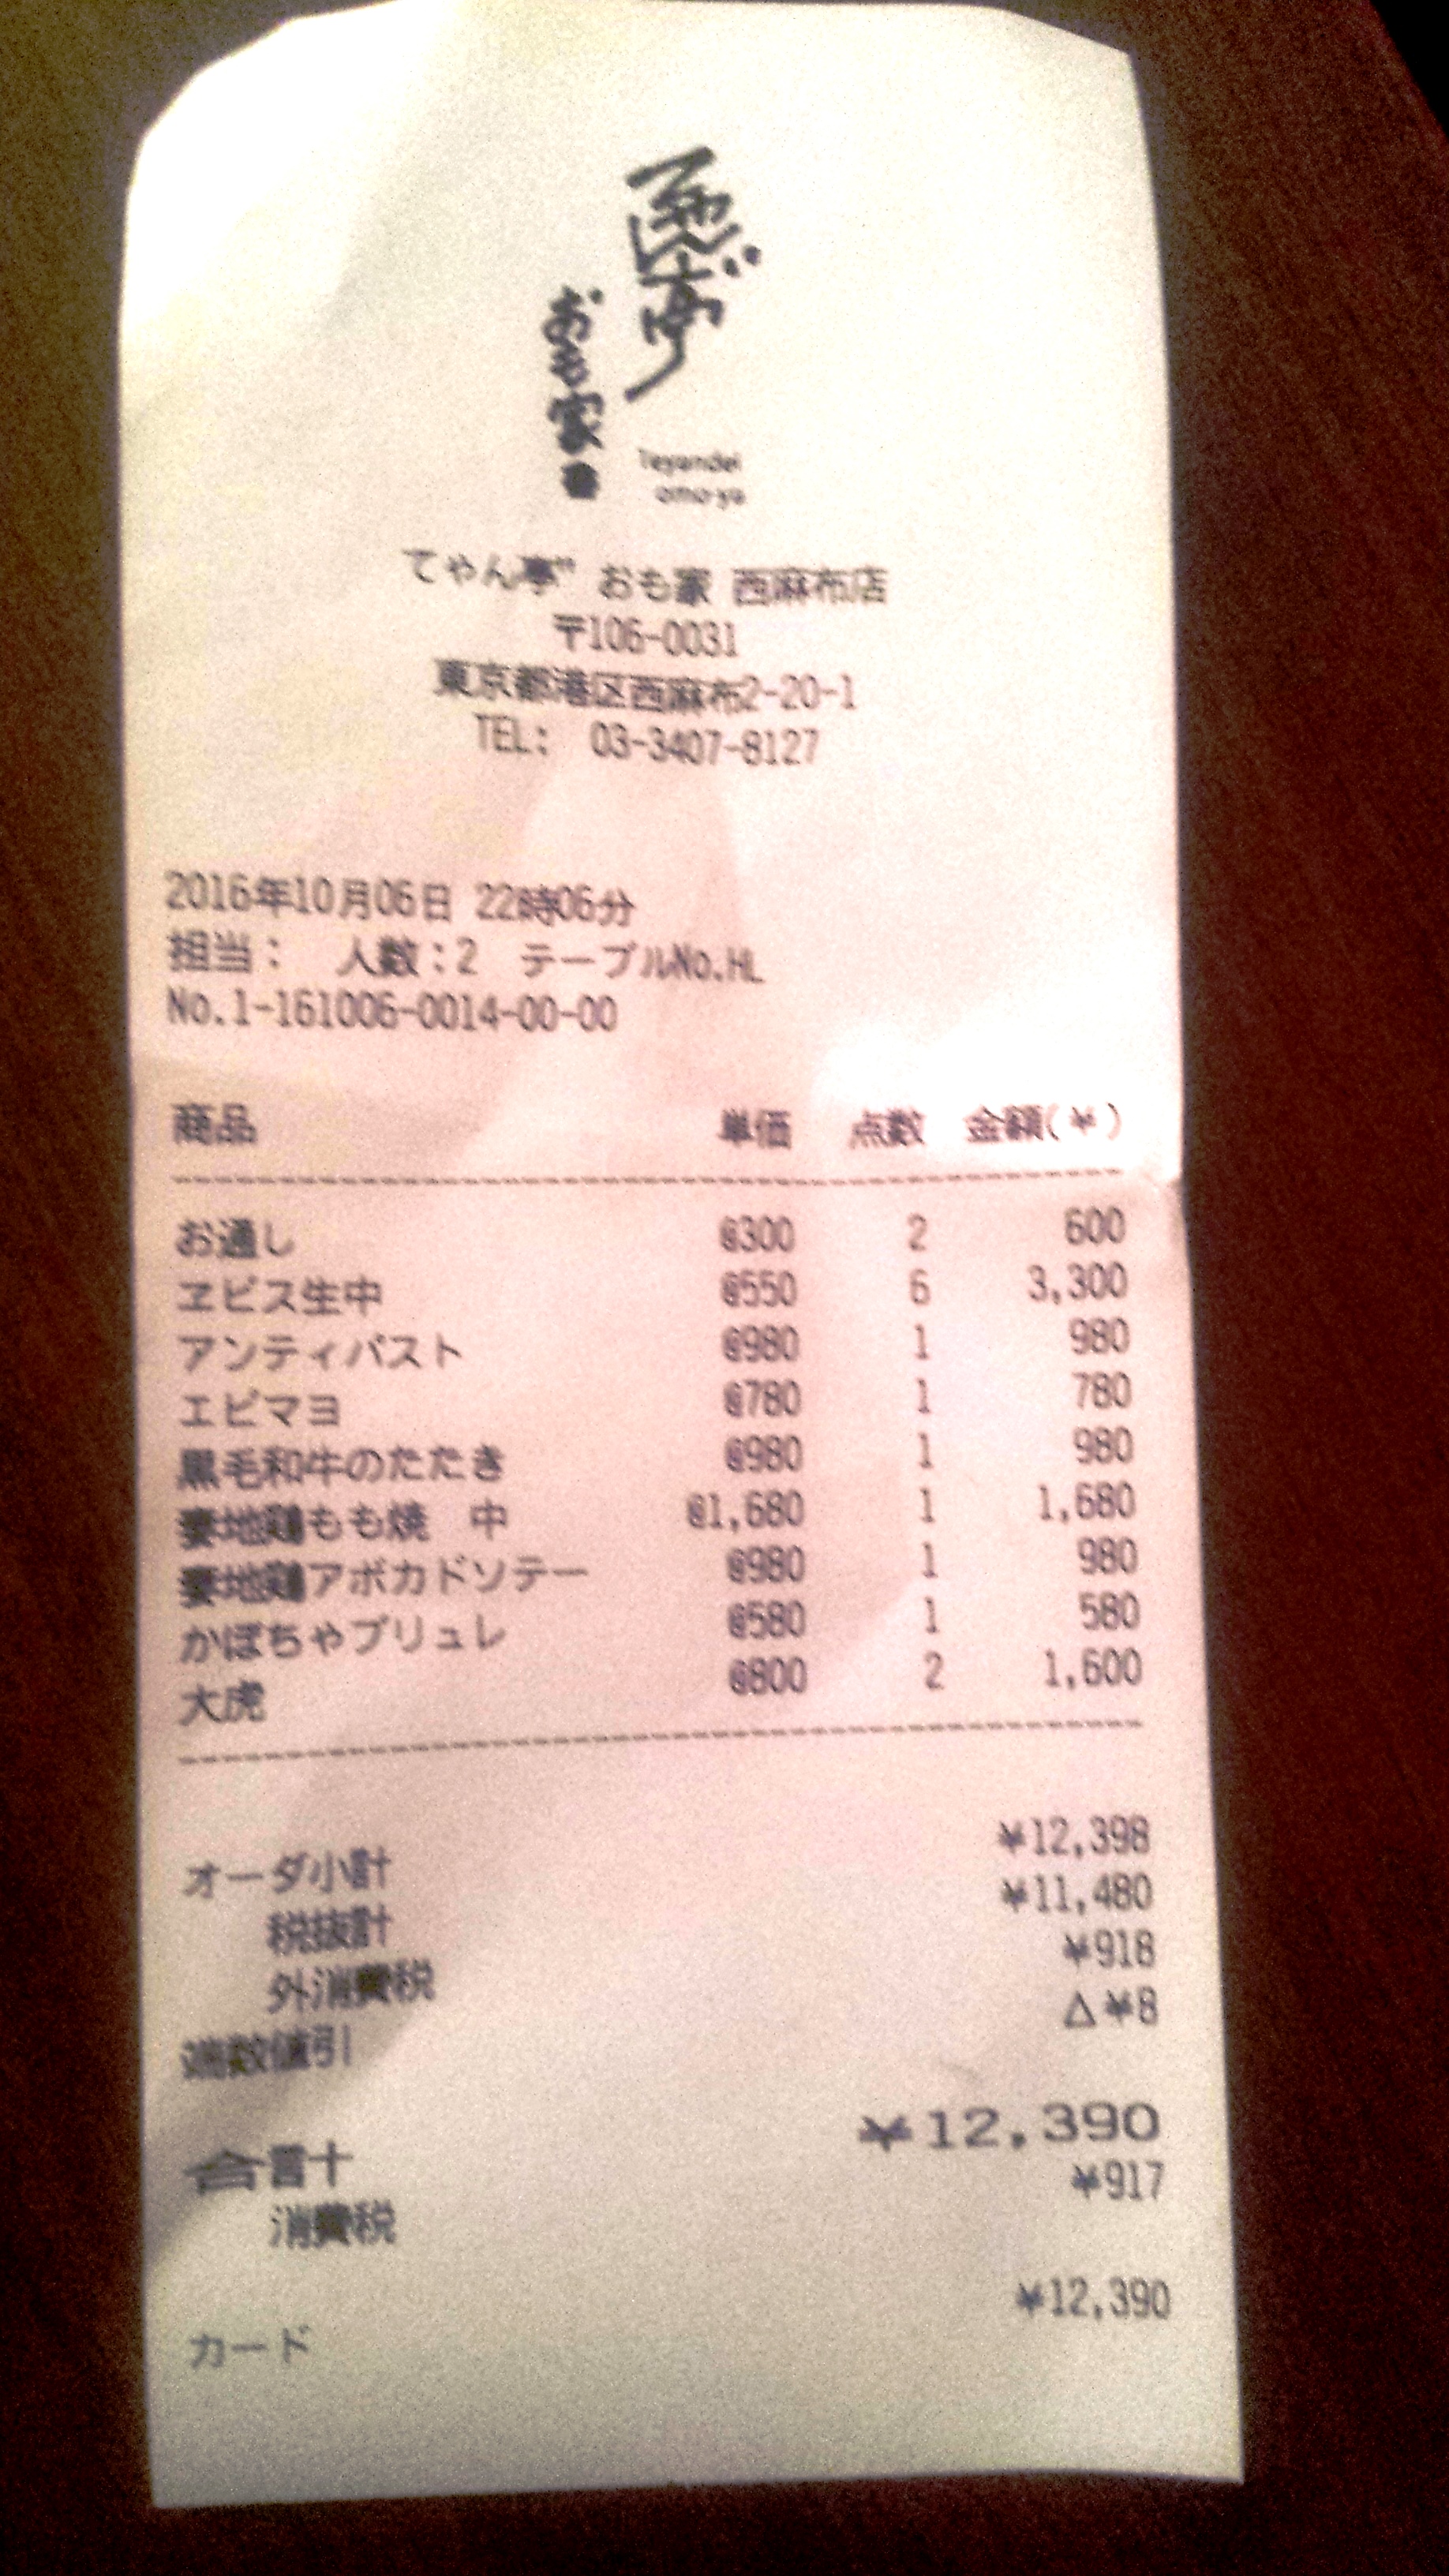 てやん亭゛
おも家
Teyandei
omo-ya
てやん亭゛ おも家 西麻布店
〒106-0031
東京都港区西麻布2-20-1
TEL: 03-3407-8127
2016年10月06日 22時06分
担当: 人数:2 テーブルNo.HL
No.1-161006-0014-00-00
商品 単価 点数 金額(¥)
お通し @300 2 600
ヱビス生中 @550 6 3,300
アンティパスト @980 1 980
エビマヨ @780 1 780
黒毛和牛のたたき @980 1 980
妻地鶏もも焼 中 @1,680 1 1,680
妻地鶏アボカドソテー @980 1 980
かぼちゃブリュレ @580 1 580
大虎 @800 2 1,600
オーダ小計 ¥12,398
税抜計 ¥11,480
外消費税 ¥918
端数値引 △¥8
合計 ¥12,390
消費税 ¥917
カード ¥12,390